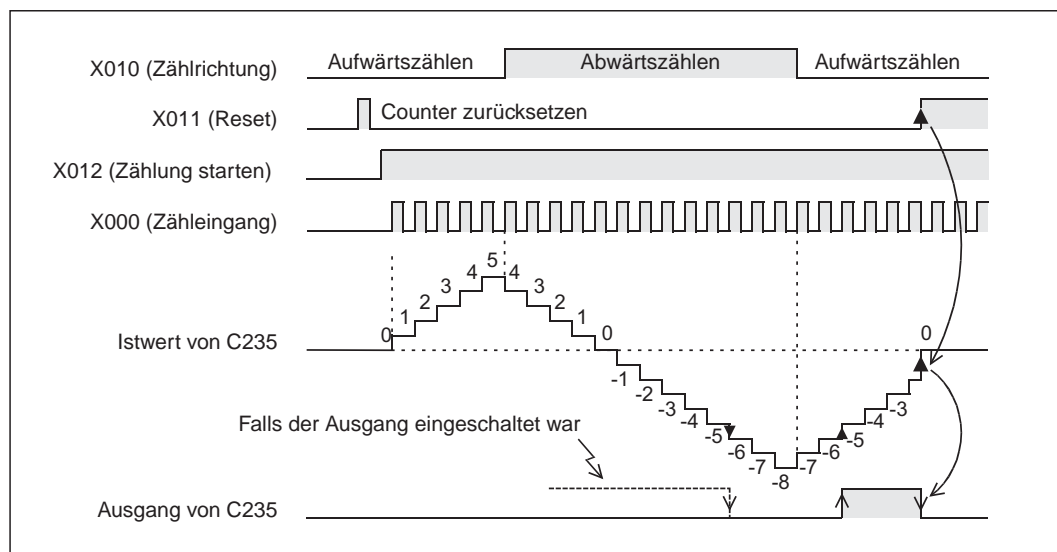 X010 (Zählrichtung)
Aufwärtszählen
Abwärtszählen
Aufwärtszählen
X011 (Reset)
Counter zurücksetzen
X012 (Zählung starten)
X000 (Zähleingang)
Istwert von C235
0
1
2
3
4
5
4
3
2
1
0
-1
-2
-3
-4
-5
-6
-7
-8
-7
-6
-5
-4
-3
0
Falls der Ausgang eingeschaltet war
Ausgang von C235